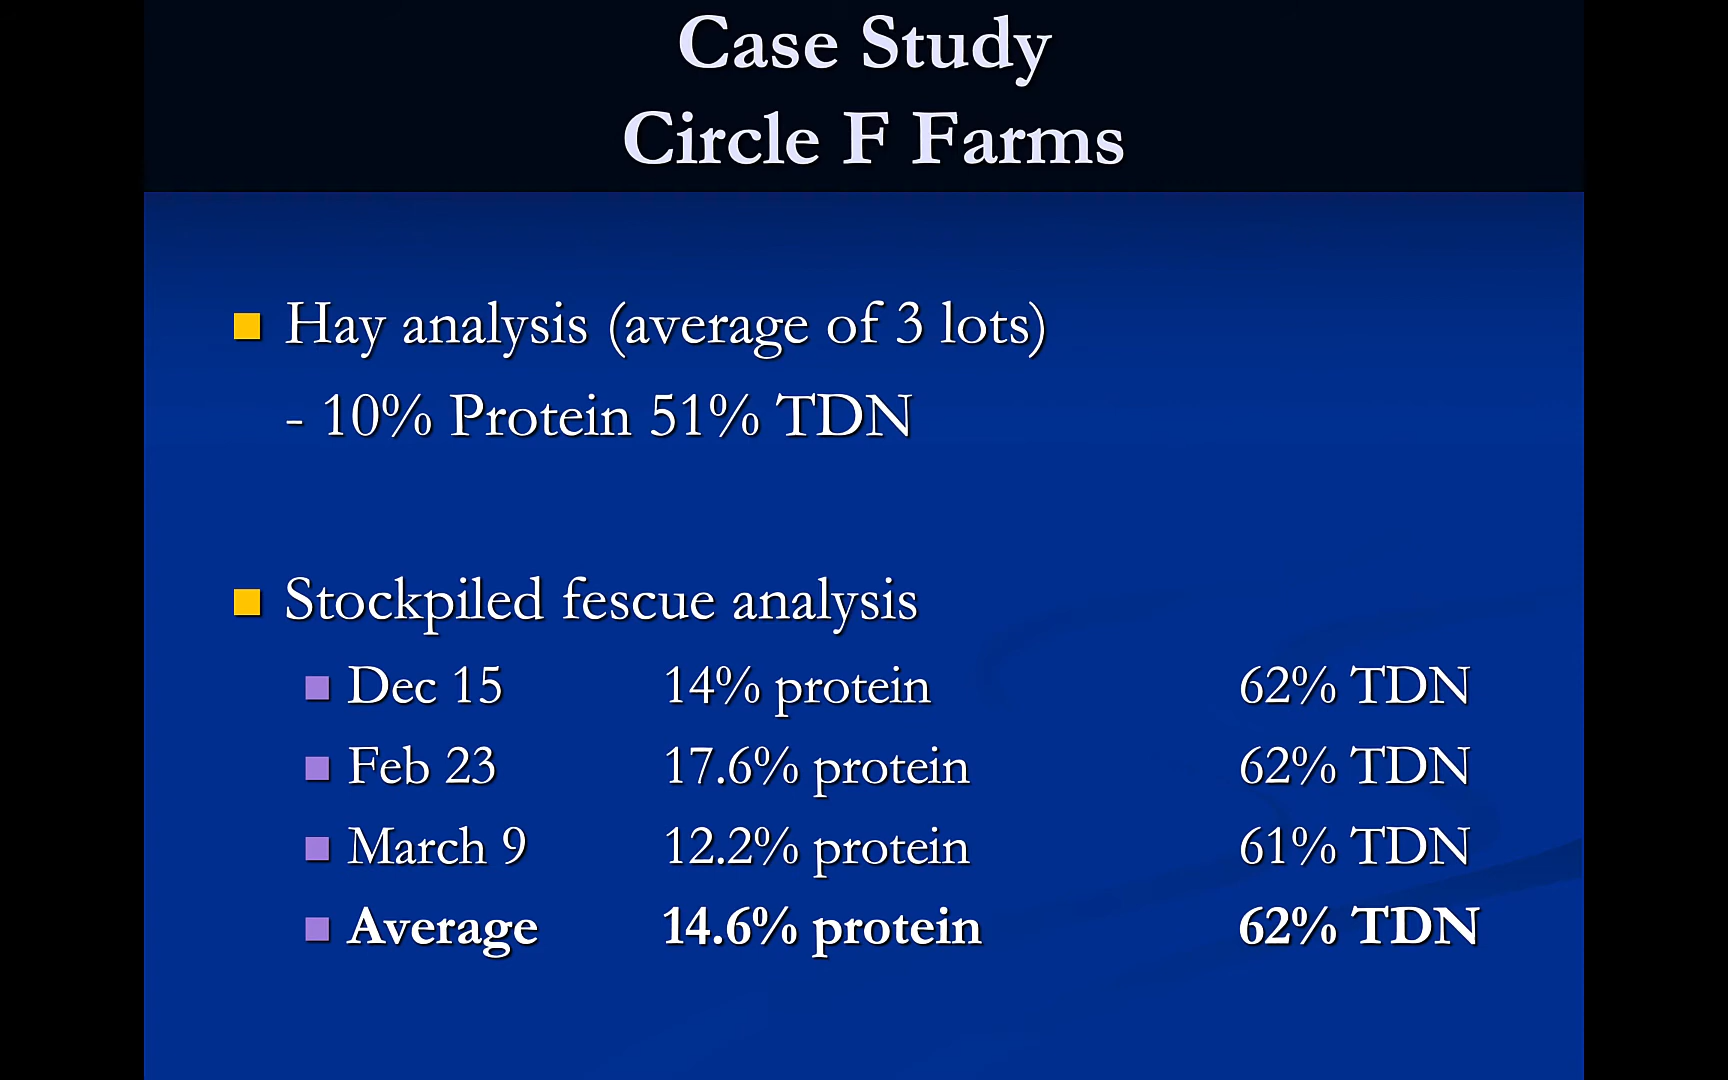 Case Study
Circle F Farms
Hay analysis (average of 3 lots)
- 10% Protein 51% TDN
Stockpiled fescue analysis
Dec 15 14% protein 62% TDN
Feb 23 17.6% protein 62% TDN
March 9 12.2% protein 61% TDN
Average 14.6% protein 62% TDN